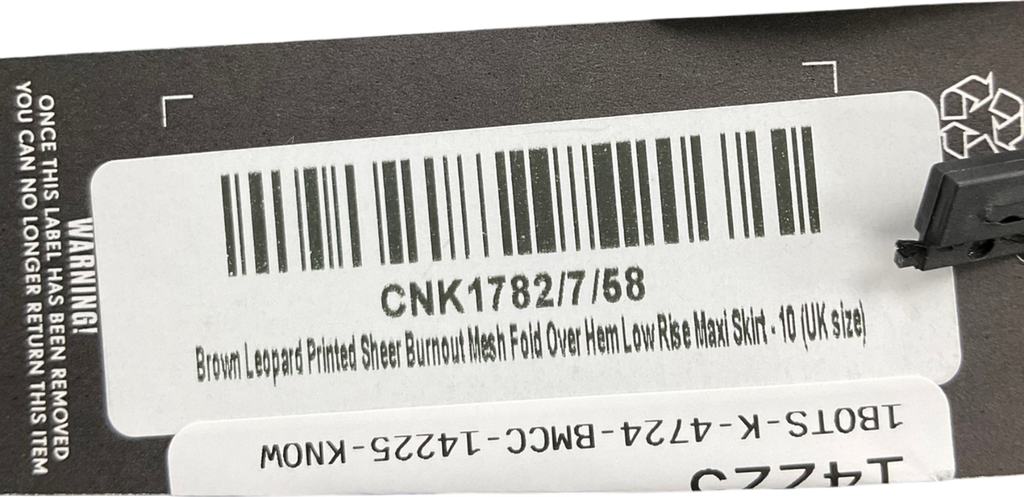 WARNING!
ONCE THIS LABEL HAS BEEN REMOVED
YOU CAN NO LONGER RETURN THIS ITEM
CNK1782/7/58
Brown Leopard Printed Sheer Burnout Mesh Fold Over Hem Low Rise Maxi Skirt - 10 (UK size)
1BOTS-K-4724-BMCC-14225-KNOW
14225